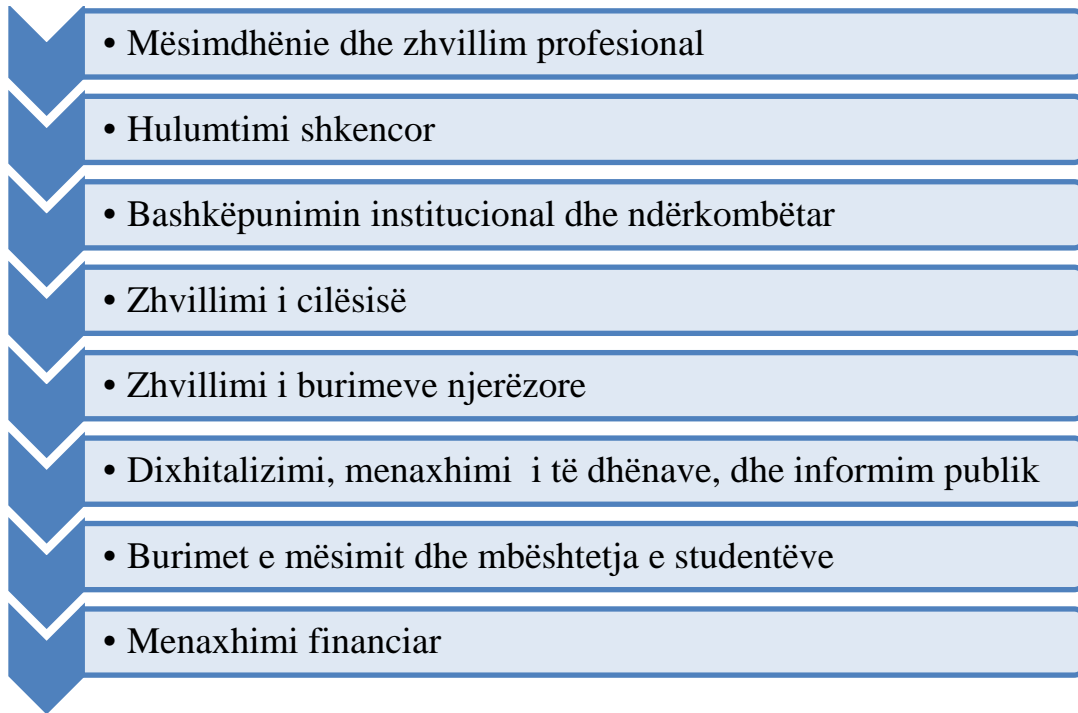 • Mësimdhënie dhe zhvillim profesional
• Hulumtimi shkencor
• Bashkëpunimin institucional dhe ndërkombëtar
• Zhvillimi i cilësisë
• Zhvillimi i burimeve njerëzore
• Dixhitalizimi, menaxhimi  i të dhënave, dhe informim publik
• Burimet e mësimit dhe mbështetja e studentëve
• Menaxhimi financiar